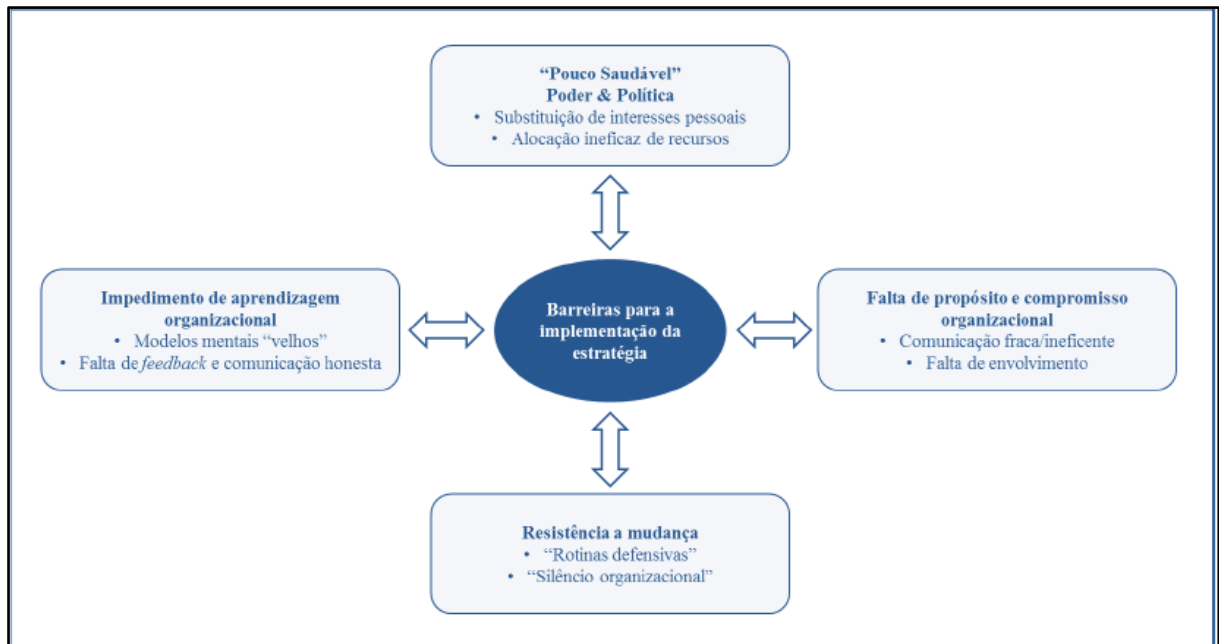 “Pouco Saudável”
Poder & Política
• Substituição de interesses pessoais
• Alocação ineficaz de recursos
Impedimento de aprendizagem
organizacional
• Modelos mentais “velhos”
• Falta de feedback e comunicação honesta
Barreiras para a
implementação da
estratégia
Falta de propósito e compromisso
organizacional
• Comunicação fraca/ineficente
• Falta de envolvimento
Resistência a mudança
• “Rotinas defensivas”
• “Silêncio organizacional”